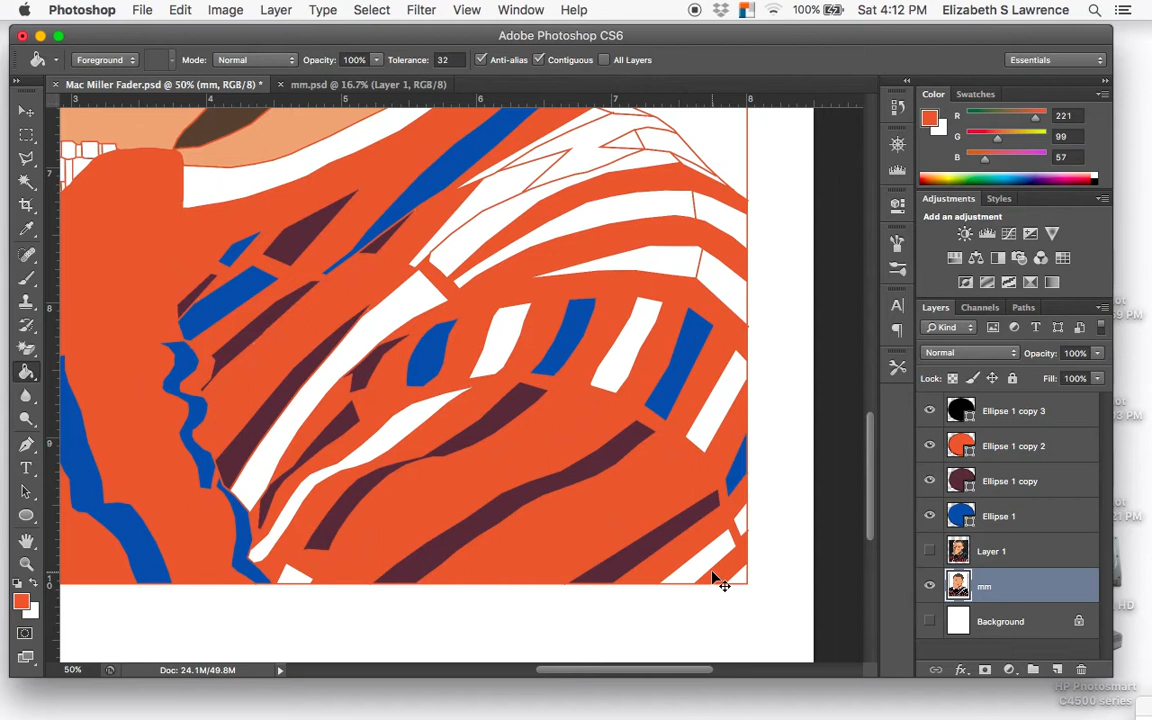 Photoshop File Edit Image Layer Type Select Filter View Window Help 100% Sat 4:12 PM Elizabeth S Lawrence
Adobe Photoshop CS6
Foreground Mode: Normal Opacity: 100% Tolerance: 32 Anti-alias Contiguous All Layers Essentials
Mac Miller Fader.psd @ 50% (mm, RGB/8) * mm.psd @ 16.7% (Layer 1, RGB/8)
3 4 5 6 7 8
Color Swatches
R 221
G 99
B 57
7
8
9
10
Adjustments Styles
Add an adjustment
Layers Channels Paths
Kind
Normal Opacity: 100%
Lock: Fill: 100%
Ellipse 1 copy 3
Ellipse 1 copy 2
Ellipse 1 copy
Ellipse 1
Layer 1
mm
Background
50% Doc: 24.1M/49.8M
HP Photosmart
C4500 series